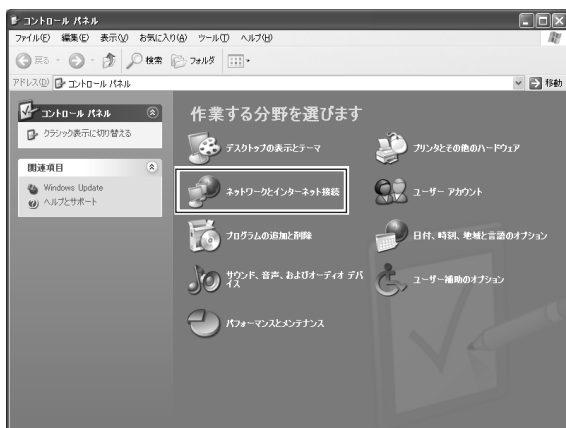 コントロール パネル
ファイル(F) 編集(E) 表示(V) お気に入り(A) ツール(T) ヘルプ(H)
戻る 検索 フォルダ
アドレス(D) コントロール パネル 移動
コントロール パネル
クラシック表示に切り替える
関連項目
Windows Update
ヘルプとサポート
作業する分野を選びます
デスクトップの表示とテーマ
プリンタとその他のハードウェア
ネットワークとインターネット接続
ユーザー アカウント
プログラムの追加と削除
日付、時刻、地域と言語のオプション
サウンド、音声、およびオーディオ デバ
イス
ユーザー補助のオプション
パフォーマンスとメンテナンス